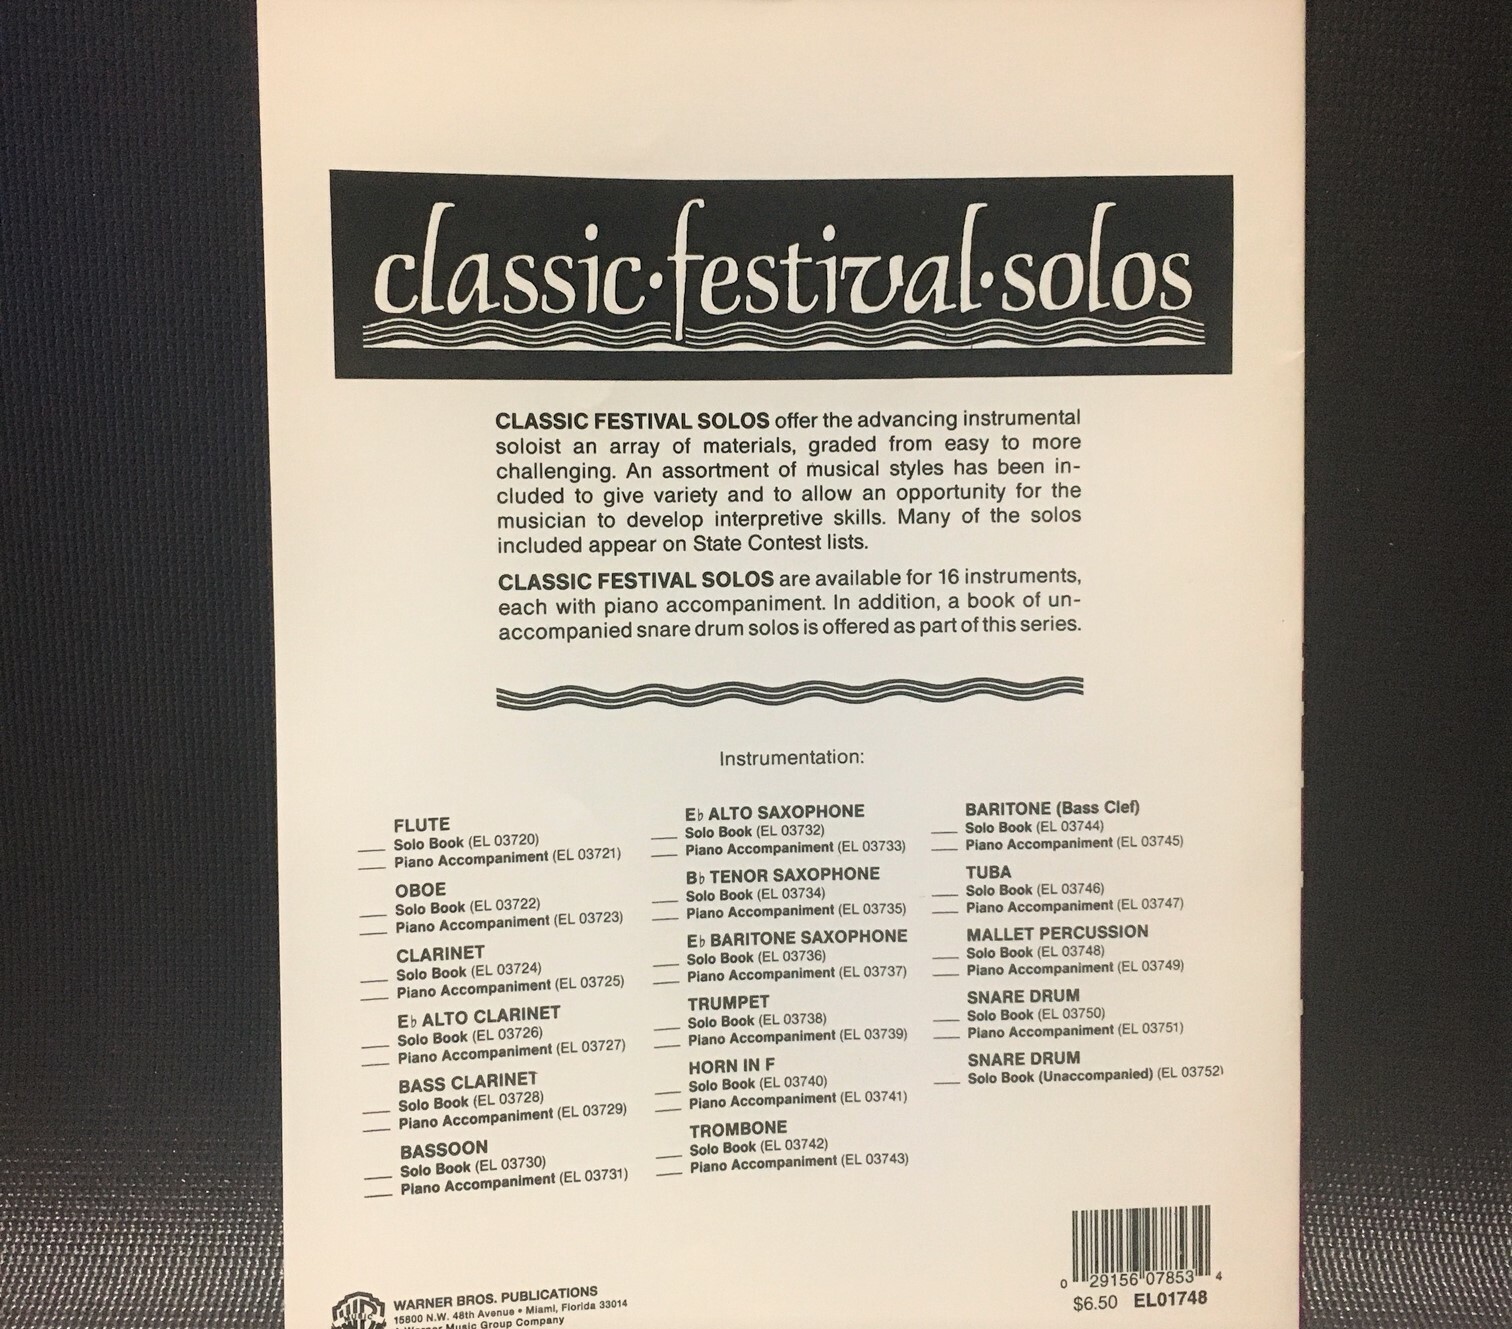 classic·festival·solos
CLASSIC FESTIVAL SOLOS offer the advancing instrumental
soloist an array of materials, graded from easy to more
challenging. An assortment of musical styles has been in-
cluded to give variety and to allow an opportunity for the
musician to develop interpretive skills. Many of the solos
included appear on State Contest lists.
CLASSIC FESTIVAL SOLOS are available for 16 instruments,
each with piano accompaniment. In addition, a book of un-
accompanied snare drum solos is offered as part of this series.
Instrumentation:
FLUTE
Solo Book (EL 03720)
Piano Accompaniment (EL 03721)
OBOE
Solo Book (EL 03722)
Piano Accompaniment (EL 03723)
CLARINET
Solo Book (EL 03724)
Piano Accompaniment (EL 03725)
E♭ ALTO CLARINET
Solo Book (EL 03726)
Piano Accompaniment (EL 03727)
BASS CLARINET
Solo Book (EL 03728)
Piano Accompaniment (EL 03729)
BASSOON
Solo Book (EL 03730)
Piano Accompaniment (EL 03731)
E♭ ALTO SAXOPHONE
Solo Book (EL 03732)
Piano Accompaniment (EL 03733)
B♭ TENOR SAXOPHONE
Solo Book (EL 03734)
Piano Accompaniment (EL 03735)
E♭ BARITONE SAXOPHONE
Solo Book (EL 03736)
Piano Accompaniment (EL 03737)
TRUMPET
Solo Book (EL 03738)
Piano Accompaniment (EL 03739)
HORN IN F
Solo Book (EL 03740)
Piano Accompaniment (EL 03741)
TROMBONE
Solo Book (EL 03742)
Piano Accompaniment (EL 03743)
BARITONE (Bass Clef)
Solo Book (EL 03744)
Piano Accompaniment (EL 03745)
TUBA
Solo Book (EL 03746)
Piano Accompaniment (EL 03747)
MALLET PERCUSSION
Solo Book (EL 03748)
Piano Accompaniment (EL 03749)
SNARE DRUM
Solo Book (EL 03750)
Piano Accompaniment (EL 03751)
SNARE DRUM
Solo Book (Unaccompanied) (EL 03752)
0 29156 07853 4
$6.50 EL01748
MUSIC
WARNER BROS. PUBLICATIONS
15800 N.W. 48th Avenue • Miami, Florida 33014
Warner Music Group Company